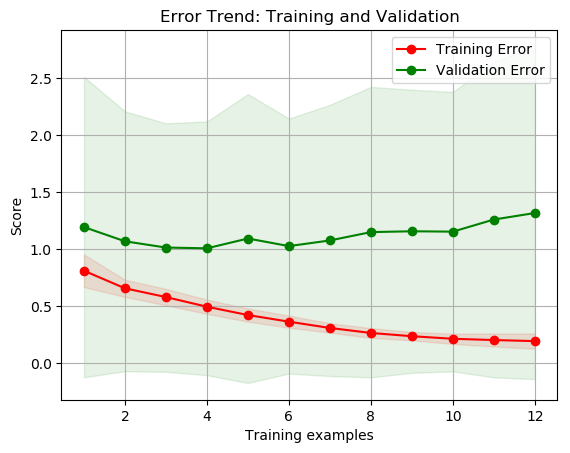 Error Trend: Training and Validation
Training Error
Validation Error
2.5
2.0
1.5
1.0
0.5
0.0
Score
2 4 6 8 10 12
Training examples